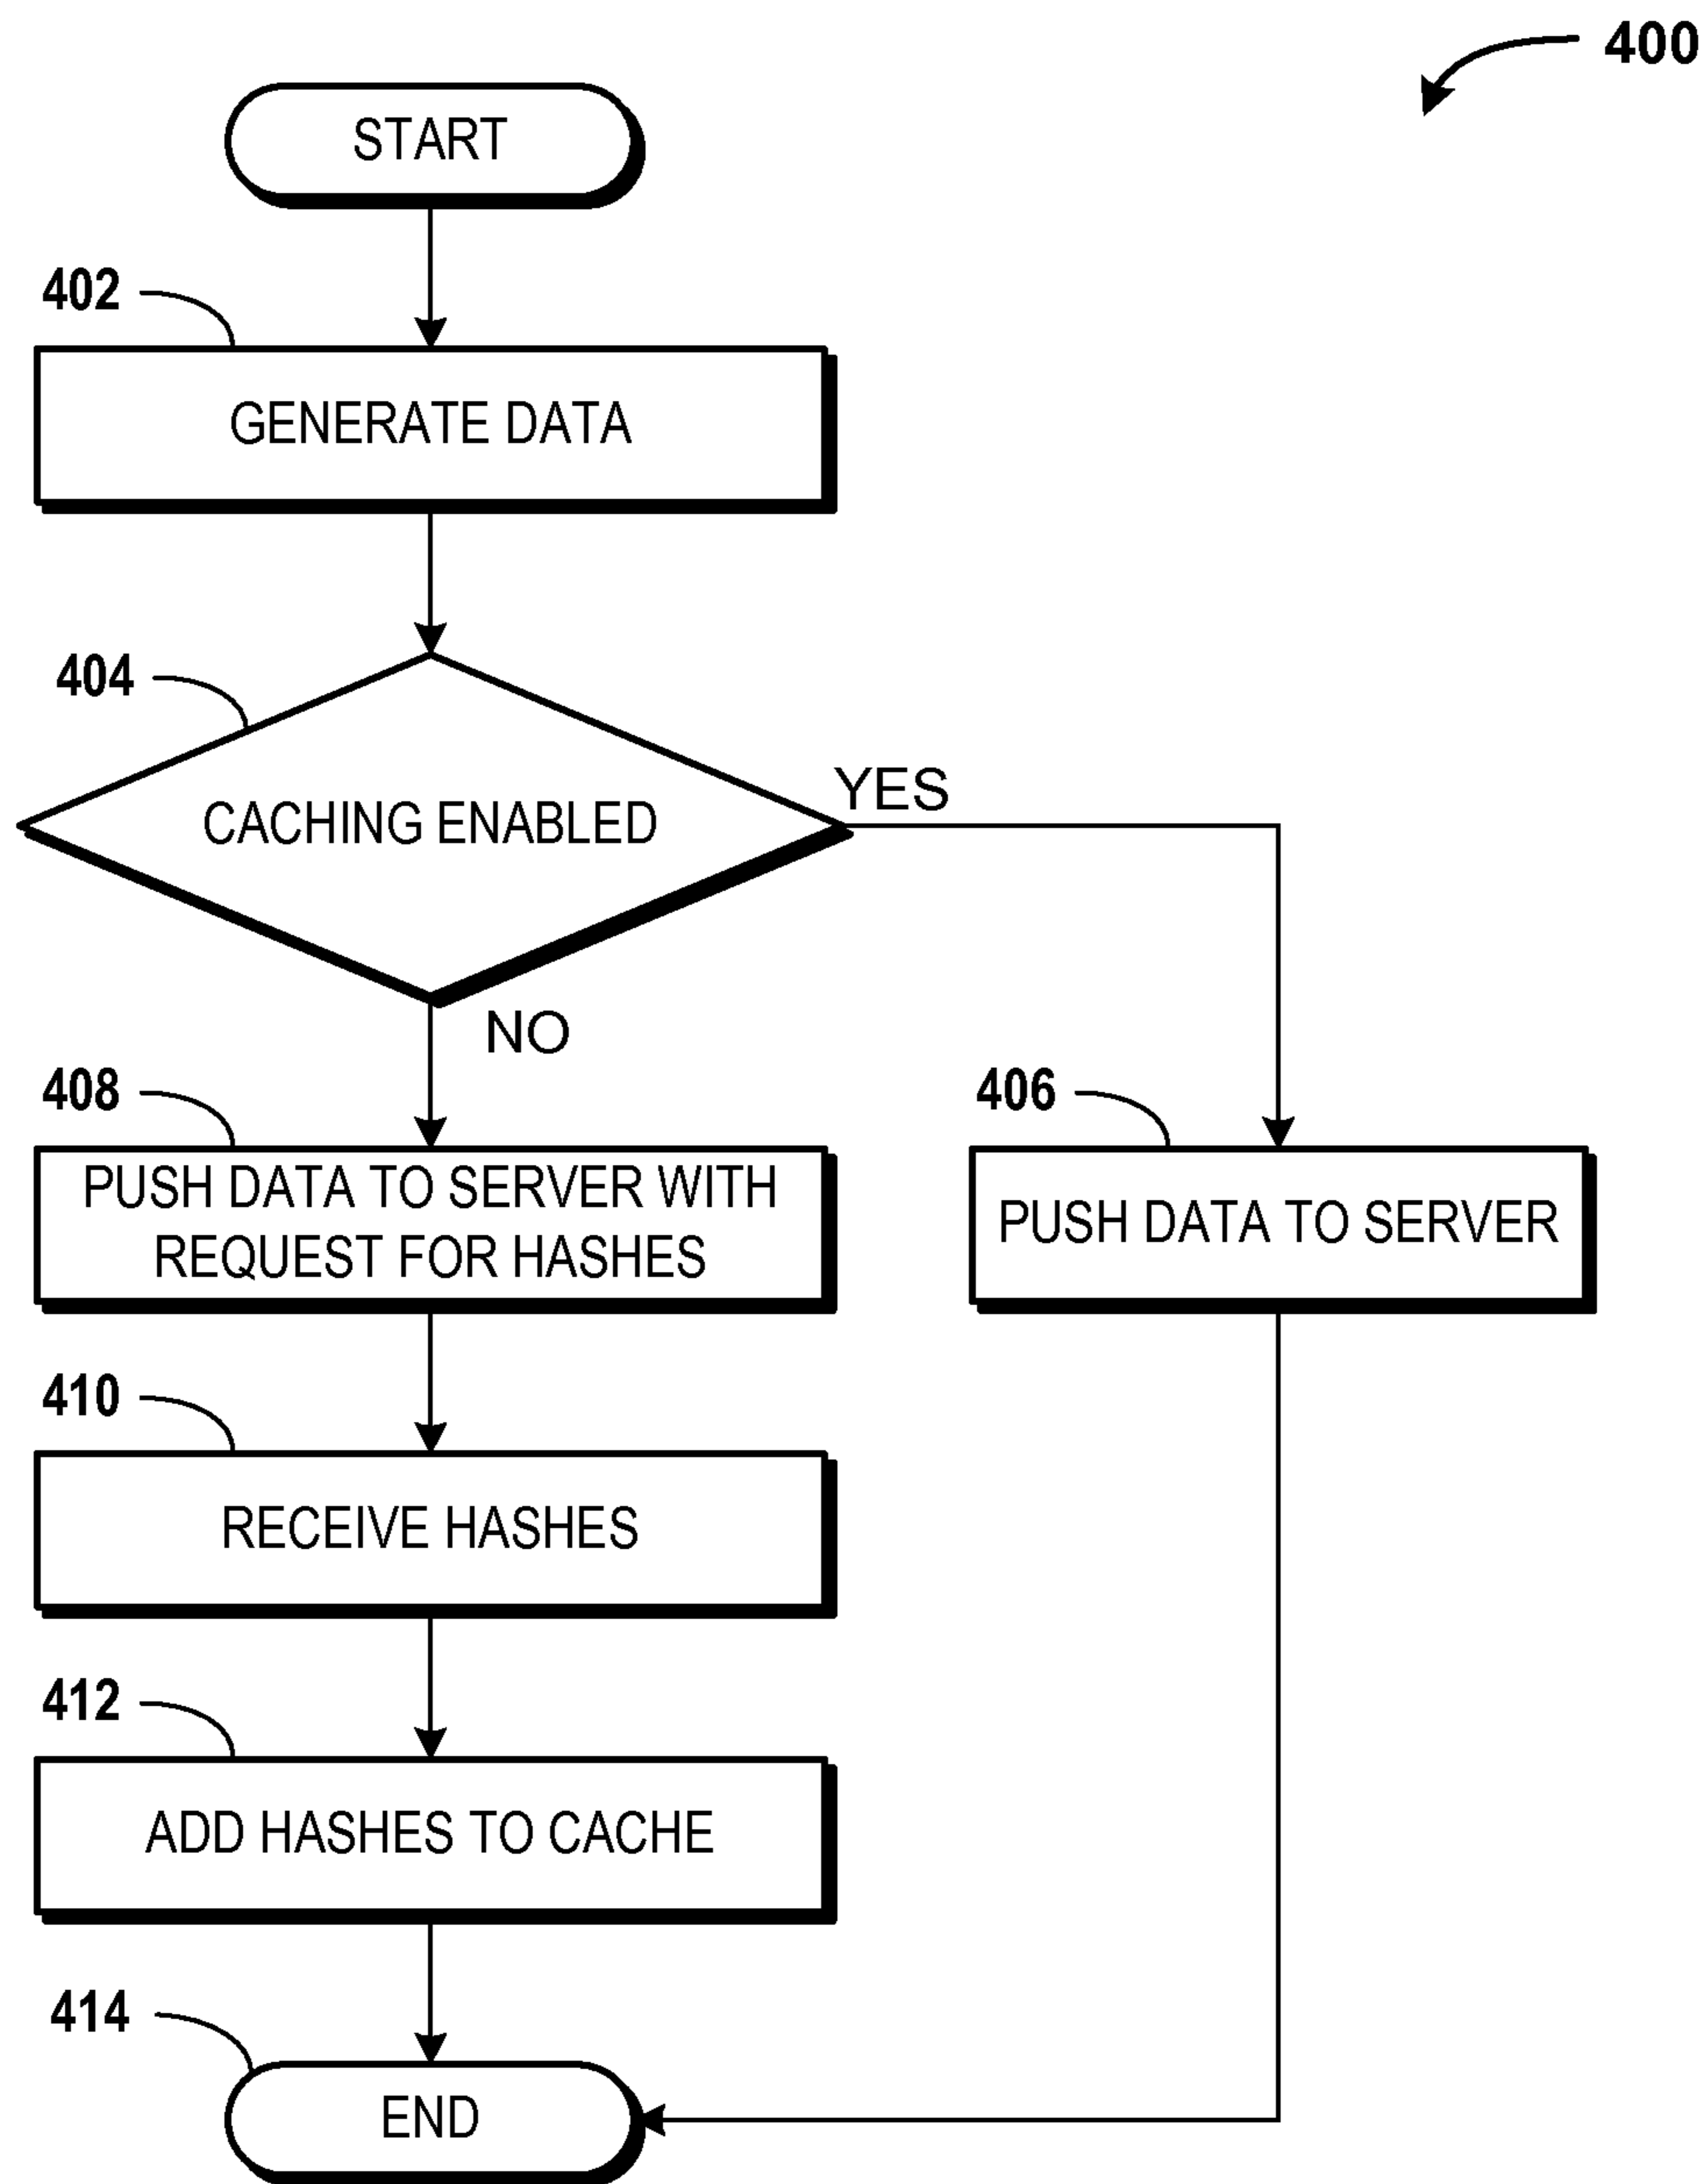 400
START
402
GENERATE DATA
404
CACHING ENABLED
YES
NO
408
PUSH DATA TO SERVER WITH
REQUEST FOR HASHES
406
PUSH DATA TO SERVER
410
RECEIVE HASHES
412
ADD HASHES TO CACHE
414
END